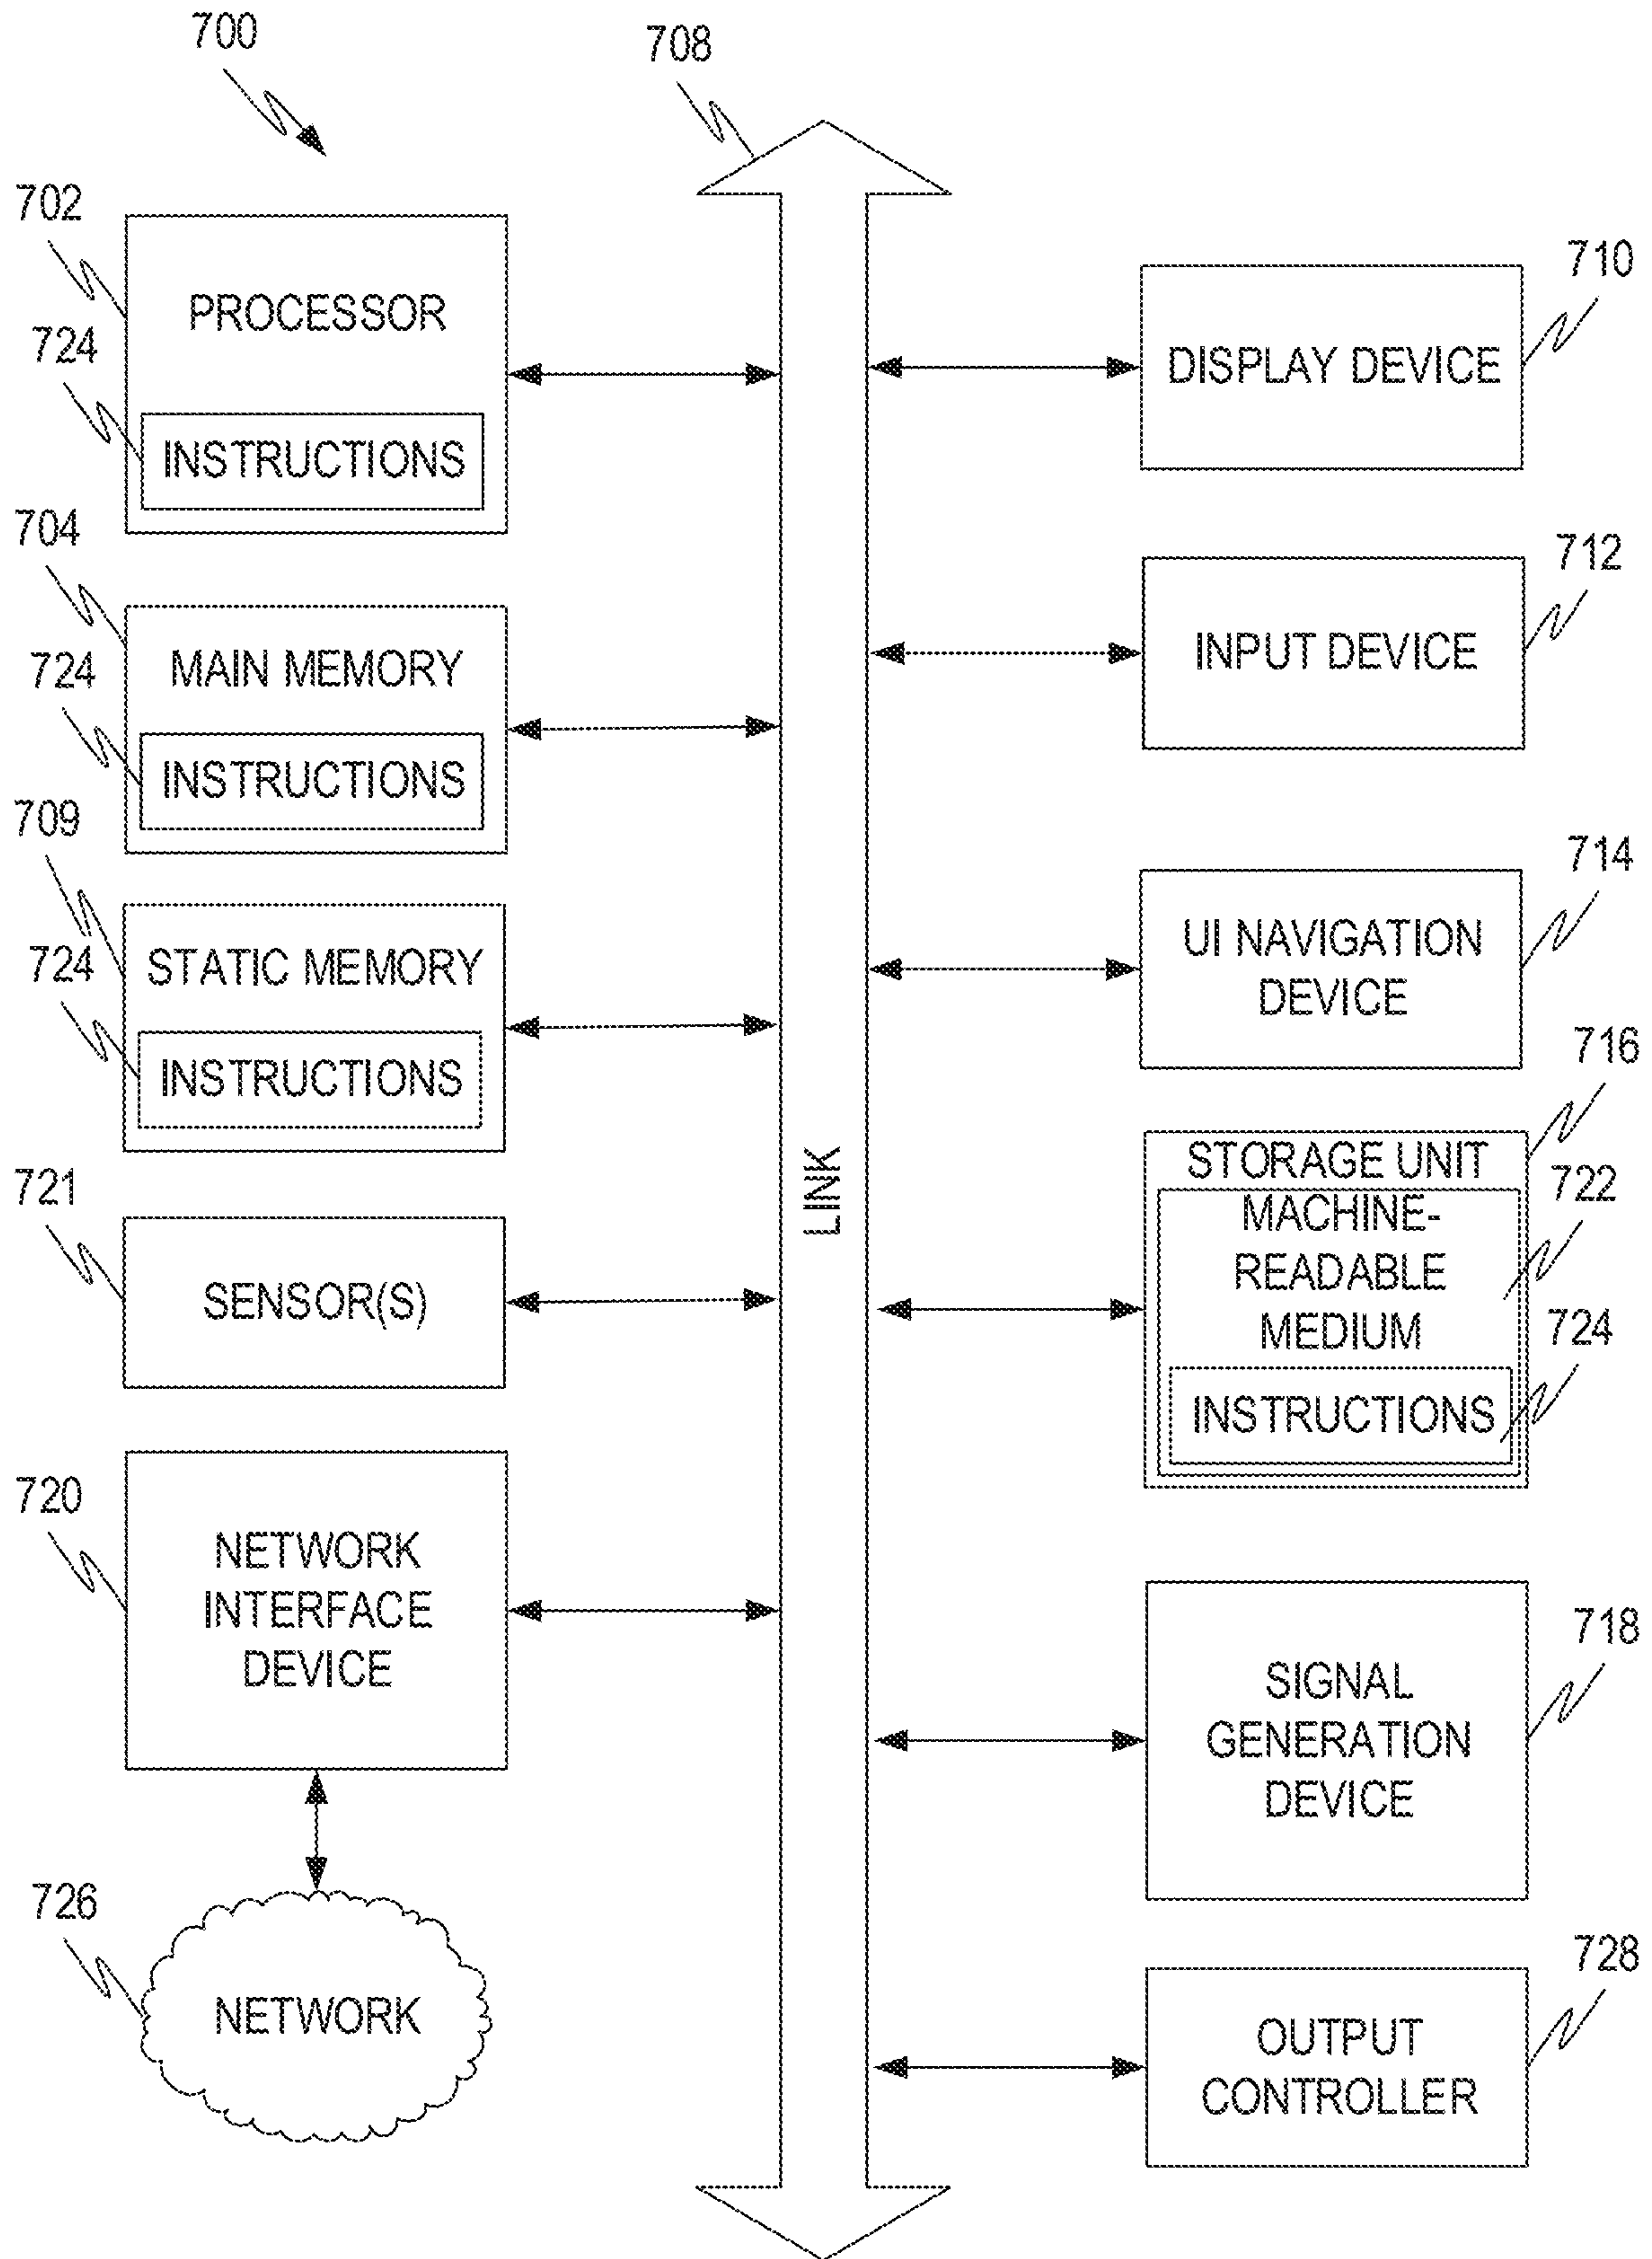 700
708
702
PROCESSOR
724
INSTRUCTIONS
704
MAIN MEMORY
724
INSTRUCTIONS
709
STATIC MEMORY
724
INSTRUCTIONS
721
SENSOR(S)
720
NETWORK
INTERFACE
DEVICE
726
NETWORK
LINK
710
DISPLAY DEVICE
712
INPUT DEVICE
714
UI NAVIGATION
DEVICE
716
STORAGE UNIT
722
MACHINE-
READABLE
MEDIUM
724
INSTRUCTIONS
718
SIGNAL
GENERATION
DEVICE
728
OUTPUT
CONTROLLER